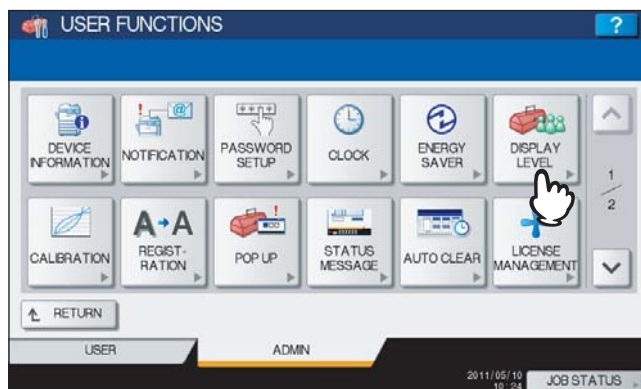 USER FUNCTIONS
?
DEVICE
INFORMATION
NOTIFICATION
PASSWORD
SETUP
CLOCK
ENERGY
SAVER
DISPLAY
LEVEL
1
2
CALIBRATION
A→A
REGIST-
RATION
POP UP
STATUS
MESSAGE
AUTO CLEAR
LICENSE
MANAGEMENT
RETURN
USER
ADMIN
2011/05/10
10:24
JOB STATUS